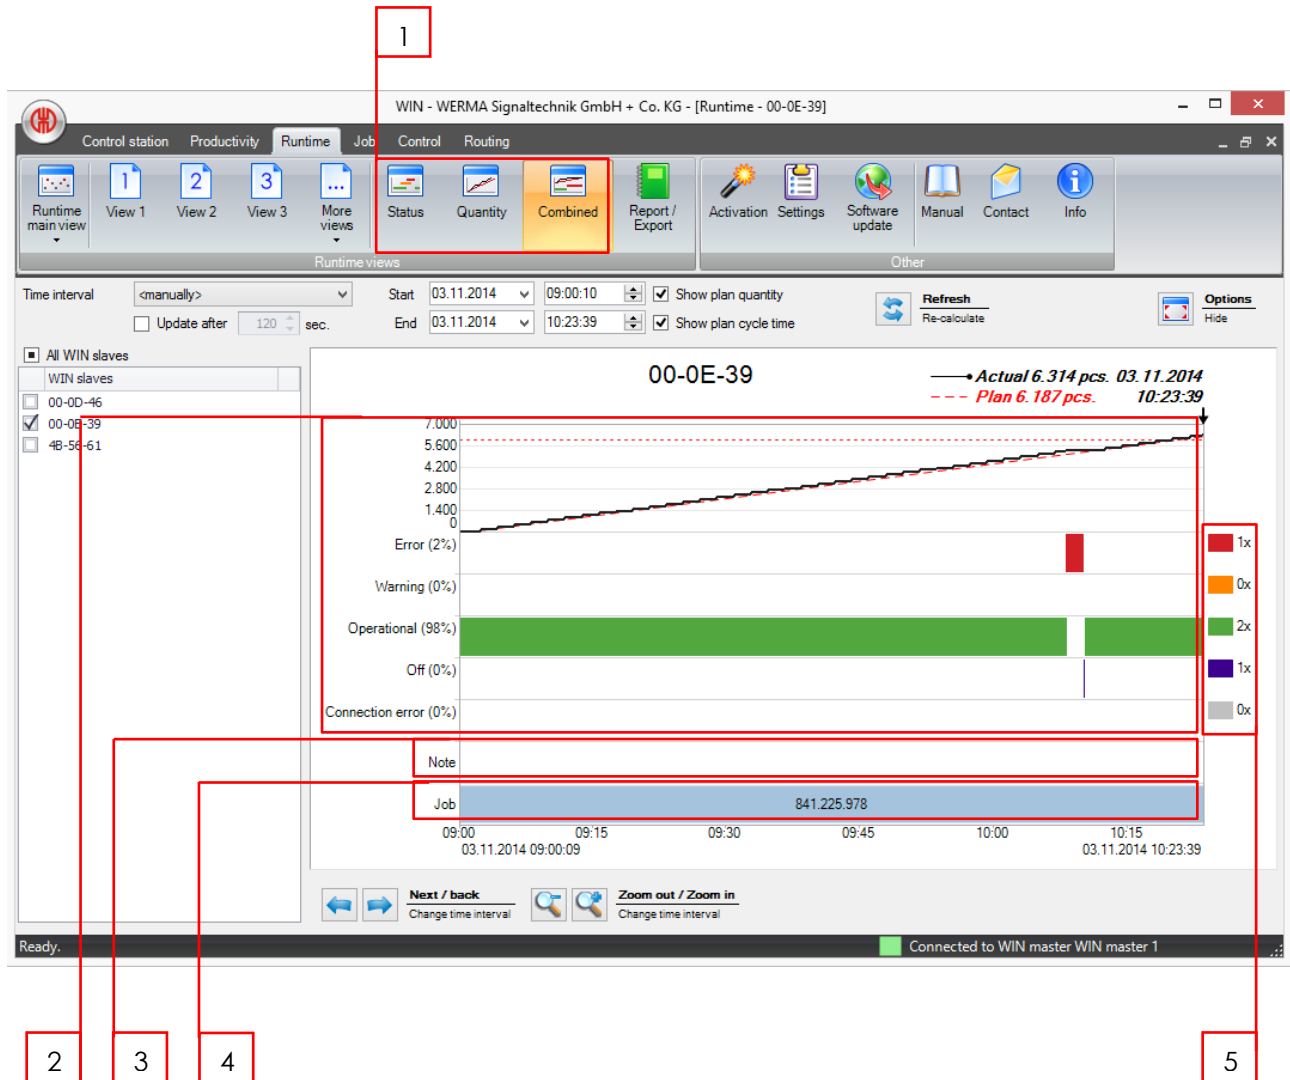 1
WIN - WERMA Signaltechnik GmbH + Co. KG - [Runtime - 00-0E-39]
Control station Productivity Runtime Job Control Routing
1 2 3 ...
Runtime main view View 1 View 2 View 3 More views Status Quantity Combined Report / Export Activation Settings Software update Manual Contact Info
Runtime views Other
Time interval <manually> Start 03.11.2014 09:00:10 Show plan quantity Refresh Options
Update after 120 sec. End 03.11.2014 10:23:39 Show plan cycle time Re-calculate Hide
All WIN slaves
WIN slaves
00-0D-46
00-0E-39
4B-56-61
00-0E-39
Actual 6.314 pcs. 03.11.2014
Plan 6.187 pcs. 10:23:39
7.000
5.600
4.200
2.800
1.400
0
Error (2%) 1x
Warning (0%) 0x
Operational (98%) 2x
Off (0%) 1x
Connection error (0%) 0x
Note
Job 841.225.978
09:00 09:15 09:30 09:45 10:00 10:15
03.11.2014 09:00:09 03.11.2014 10:23:39
Next / back Zoom out / Zoom in
Change time interval Change time interval
Ready. Connected to WIN master WIN master 1
2 3 4 5